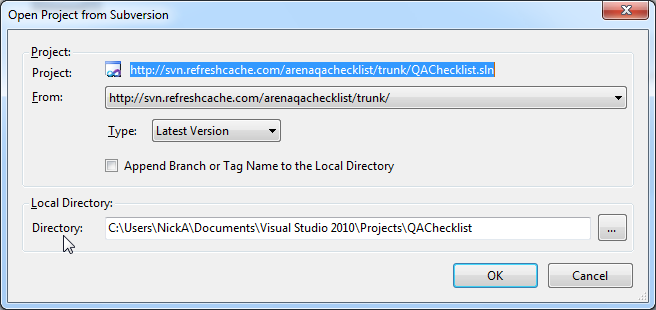 Open Project from Subversion
Project:
Project: http://svn.refreshcache.com/arenaqachecklist/trunk/QAChecklist.sln
From: http://svn.refreshcache.com/arenaqachecklist/trunk/
Type: Latest Version
Append Branch or Tag Name to the Local Directory
Local Directory:
Directory: C:\Users\NickA\Documents\Visual Studio 2010\Projects\QAChecklist ...
OK Cancel